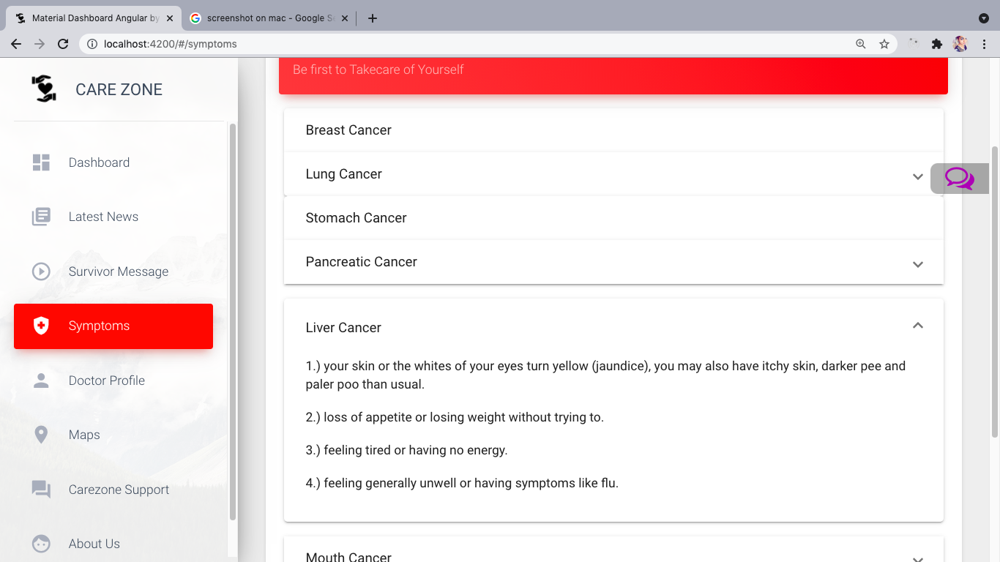 Material Dashboard Angular by
screenshot on mac - Google S
localhost:4200/#/symptoms
CARE ZONE
Dashboard
Latest News
Survivor Message
Symptoms
Doctor Profile
Maps
Carezone Support
About Us
Be first to Takecare of Yourself
Breast Cancer
Lung Cancer
Stomach Cancer
Pancreatic Cancer
Liver Cancer
1.) your skin or the whites of your eyes turn yellow (jaundice), you may also have itchy skin, darker pee and
paler poo than usual.
2.) loss of appetite or losing weight without trying to.
3.) feeling tired or having no energy.
4.) feeling generally unwell or having symptoms like flu.
Mouth Cancer